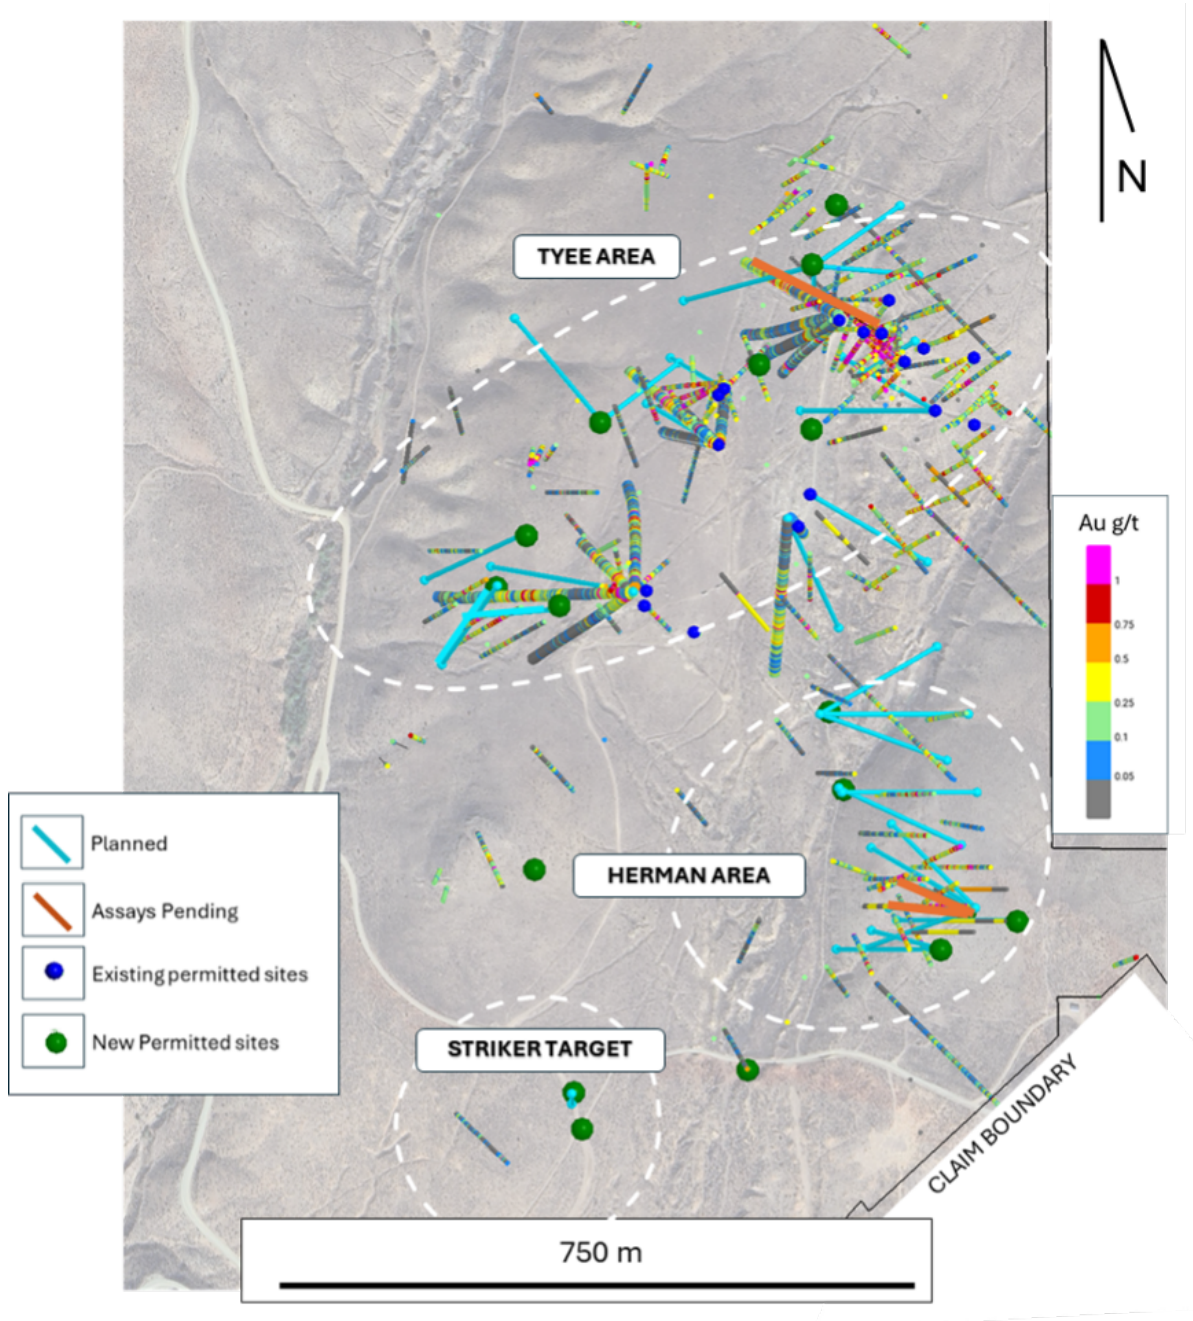 N
TYEE AREA
Au g/t
1
0.75
0.5
0.25
0.1
0.05
Planned
Assays Pending
Existing permitted sites
New Permitted sites
HERMAN AREA
STRIKER TARGET
CLAIM BOUNDARY
750 m